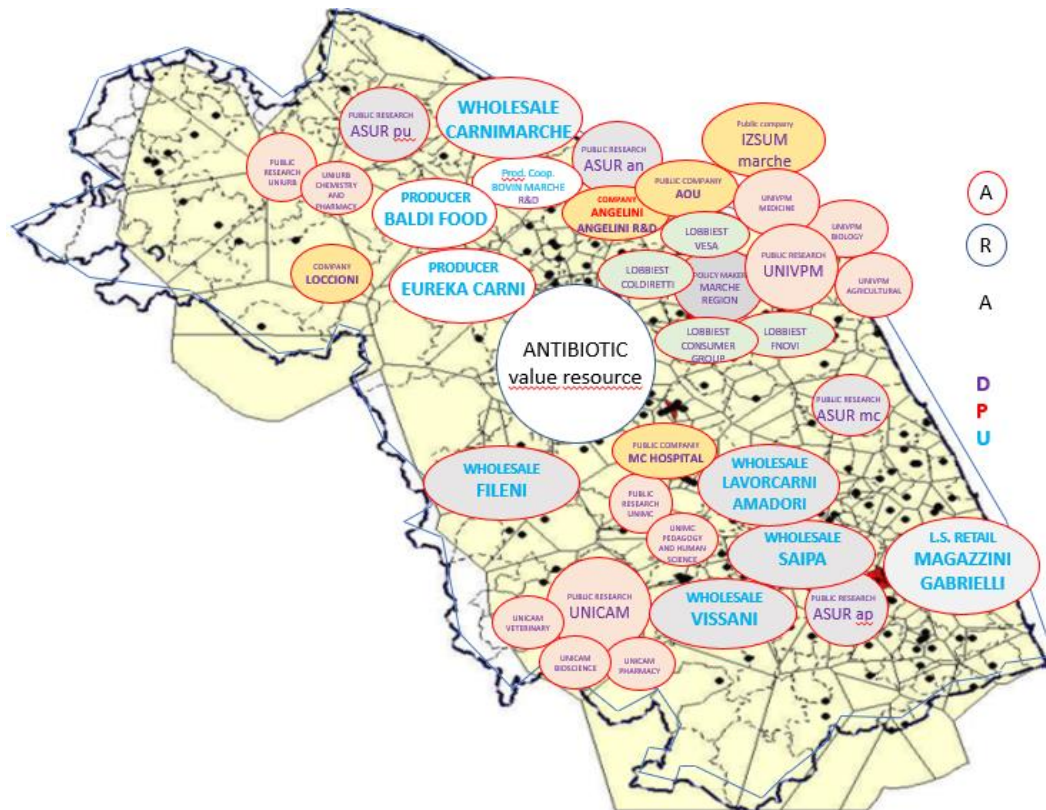 PUBLIC RESEARCH
ASUR pu
WHOLESALE
CARNIMARCHE
PUBLIC RESEARCH
ASUR an
Public company
IZSUM
marche
PUBLIC
RESEARCH
UNIURB
UNIURB
CHEMISTRY
AND
PHARMACY
PRODUCER
BALDI FOOD
Prod. Coop.
BOVIN MARCHE
R&D
COMPANY
ANGELINI
ANGELINI R&D
PUBLIC COMPANY
AOU
UNIVPM
MEDICINE
UNIVPM
BIOLOGY
LOBBIEST
VESA
PUBLIC RESEARCH
UNIVPM
UNIVPM
AGRICULTURAL
COMPANY
LOCCIONI
PRODUCER
EUREKA CARNI
LOBBIEST
COLDIRETTI
POLICY MAKER
MARCHE
REGION
LOBBIEST
CONSUMER
GROUP
LOBBIEST
FNOVI
ANTIBIOTIC
value resource
PUBLIC RESEARCH
ASUR mc
PUBLIC COMPANY
MC HOSPITAL
WHOLESALE
FILENI
WHOLESALE
LAVORCARNI
AMADORI
PUBLIC
RESEARCH
UNIMC
UNIMC
PEDAGOGY
AND HUMAN
SCIENCE
WHOLESALE
SAIPA
L.S. RETAIL
MAGAZZINI
GABRIELLI
PUBLIC RESEARCH
UNICAM
WHOLESALE
VISSANI
PUBLIC RESEARCH
ASUR ap
UNICAM
VETERINARY
UNICAM
BIOSCIENCE
UNICAM
PHARMACY
A
R
A
D
P
U